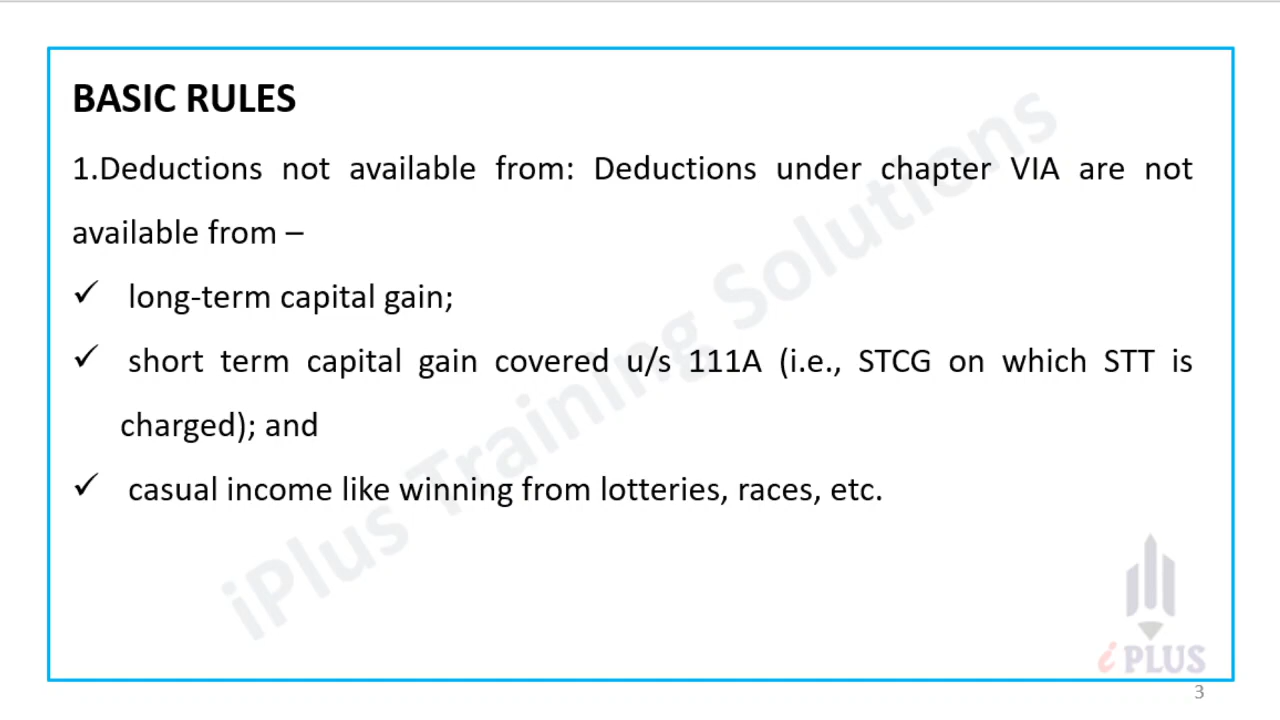 BASIC RULES
1.Deductions not available from: Deductions under chapter VIA are not
available from –
✓ long-term capital gain;
✓ short term capital gain covered u/s 111A (i.e., STCG on which STT is
charged); and
✓ casual income like winning from lotteries, races, etc.
iPlus Training Solutions
i PLUS
3